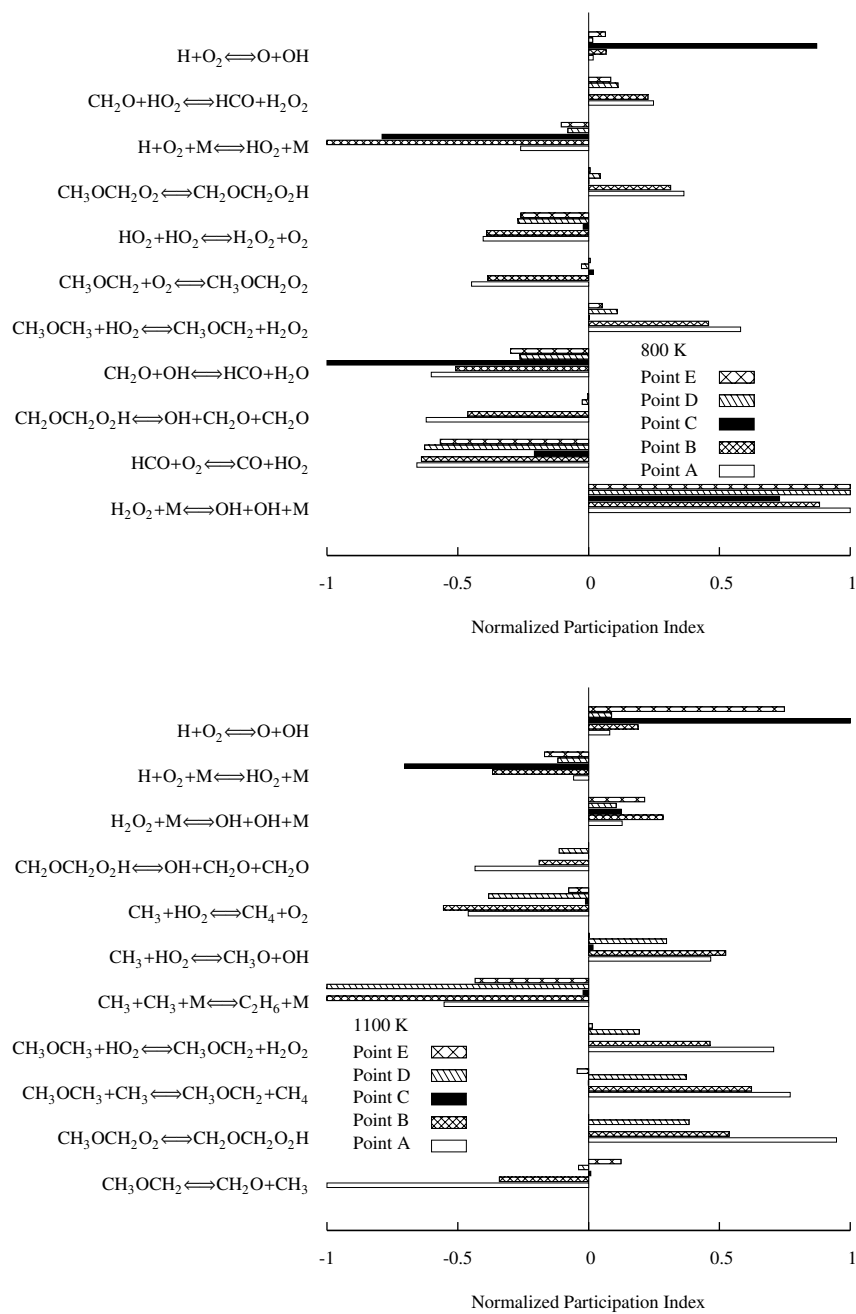 H+O₂⟺O+OH
CH₂O+HO₂⟺HCO+H₂O₂
H+O₂+M⟺HO₂+M
CH₃OCH₂O₂⟺CH₂OCH₂O₂H
HO₂+HO₂⟺H₂O₂+O₂
CH₃OCH₂+O₂⟺CH₃OCH₂O₂
CH₃OCH₃+HO₂⟺CH₃OCH₂+H₂O₂
CH₂O+OH⟺HCO+H₂O
CH₂OCH₂O₂H⟺OH+CH₂O+CH₂O
HCO+O₂⟺CO+HO₂
H₂O₂+M⟺OH+OH+M
800 K
Point E
Point D
Point C
Point B
Point A
-1 -0.5 0 0.5 1
Normalized Participation Index
H+O₂⟺O+OH
H+O₂+M⟺HO₂+M
H₂O₂+M⟺OH+OH+M
CH₂OCH₂O₂H⟺OH+CH₂O+CH₂O
CH₃+HO₂⟺CH₄+O₂
CH₃+HO₂⟺CH₃O+OH
CH₃+CH₃+M⟺C₂H₆+M
CH₃OCH₃+HO₂⟺CH₃OCH₂+H₂O₂
CH₃OCH₃+CH₃⟺CH₃OCH₂+CH₄
CH₃OCH₂O₂⟺CH₂OCH₂O₂H
CH₃OCH₂⟺CH₂O+CH₃
1100 K
Point E
Point D
Point C
Point B
Point A
-1 -0.5 0 0.5 1
Normalized Participation Index